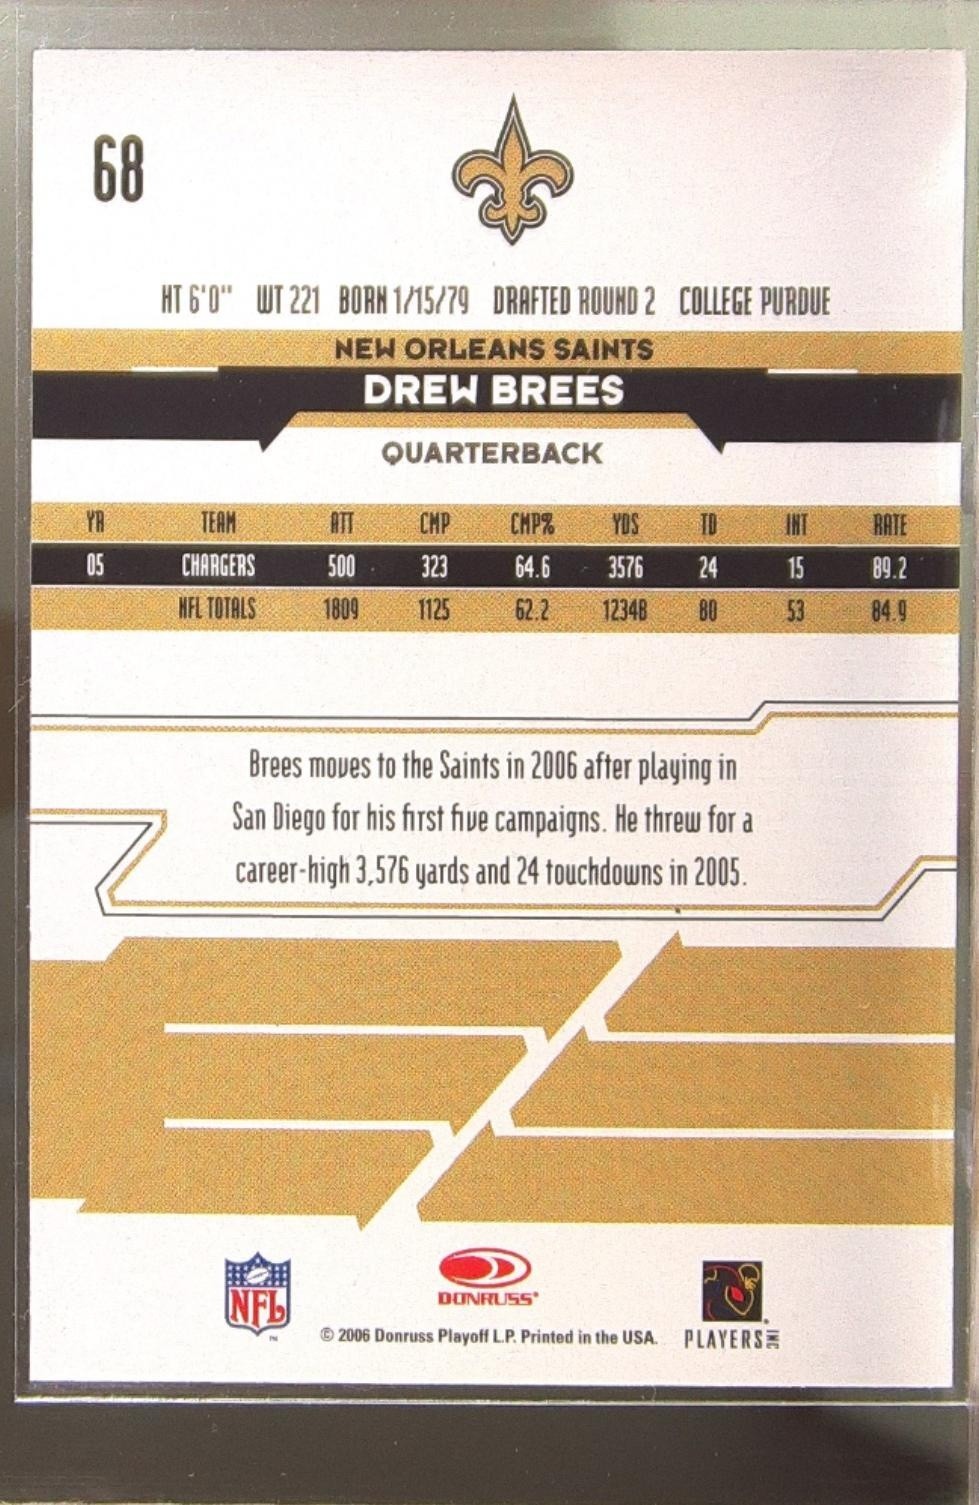 68
HT 6'0" WT 221 BORN 1/15/79 DRAFTED ROUND 2 COLLEGE PURDUE
NEW ORLEANS SAINTS
DREW BREES
QUARTERBACK
YR TEAM ATT CMP CMP% YDS TD INT RATE
05 CHARGERS 500 323 64.6 3576 24 15 89.2
NFL TOTALS 1809 1125 62.2 12348 80 53 84.9
Brees moves to the Saints in 2006 after playing in
San Diego for his first five campaigns. He threw for a
career-high 3,576 yards and 24 touchdowns in 2005.
NFL ™
DONRUSS®
PLAYERS INC
© 2006 Donruss Playoff L.P. Printed in the USA.